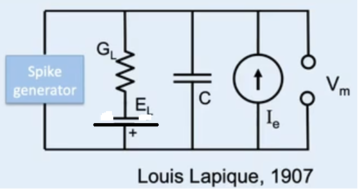 Spike
generator
G_L
E_L
+
C
I_e
V_m
Louis Lapique, 1907